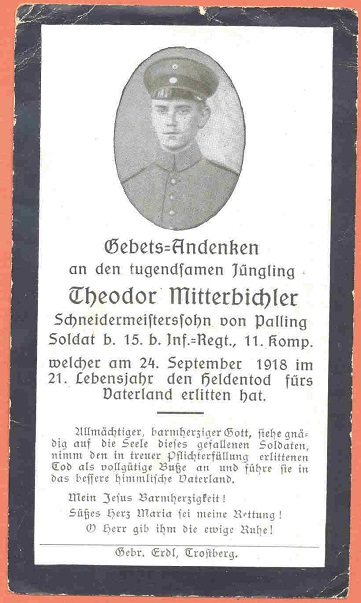 Gebets-Andenken
an den tugendsamen Jüngling
Theodor Mitterbichler
Schneidermeisterssohn von Palling
Soldat b. 15. b. Inf.-Regt., 11. Komp.
welcher am 24. September 1918 im
21. Lebensjahr den Heldentod fürs
Vaterland erlitten hat.
Allmächtiger, barmherziger Gott, siehe gnä-
dig auf die Seele dieses gefallenen Soldaten,
nimm den in treuer Pflichterfüllung erlittenen
Tod als vollgütige Buße an und führe sie in
das bessere himmlische Vaterland.
Mein Jesus Barmherzigkeit!
Süßes Herz Maria sei meine Rettung!
O Herr gib ihm die ewige Ruhe!
Gebr. Erdl, Trostberg.